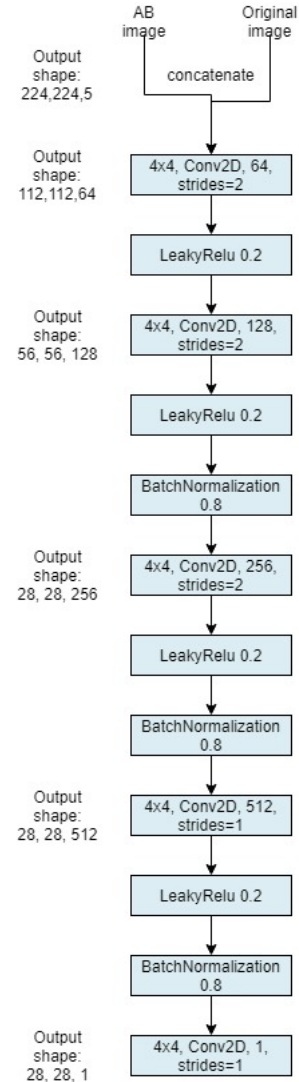 AB
image
Original
image
Output
shape:
224,224,5
concatenate
Output
shape:
112,112,64
4x4, Conv2D, 64,
strides=2
LeakyRelu 0.2
Output
shape:
56, 56, 128
4x4, Conv2D, 128,
strides=2
LeakyRelu 0.2
BatchNormalization
0.8
Output
shape:
28, 28, 256
4x4, Conv2D, 256,
strides=2
LeakyRelu 0.2
BatchNormalization
0.8
Output
shape:
28, 28, 512
4x4, Conv2D, 512,
strides=1
LeakyRelu 0.2
BatchNormalization
0.8
Output
shape:
28, 28, 1
4x4, Conv2D, 1,
strides=1